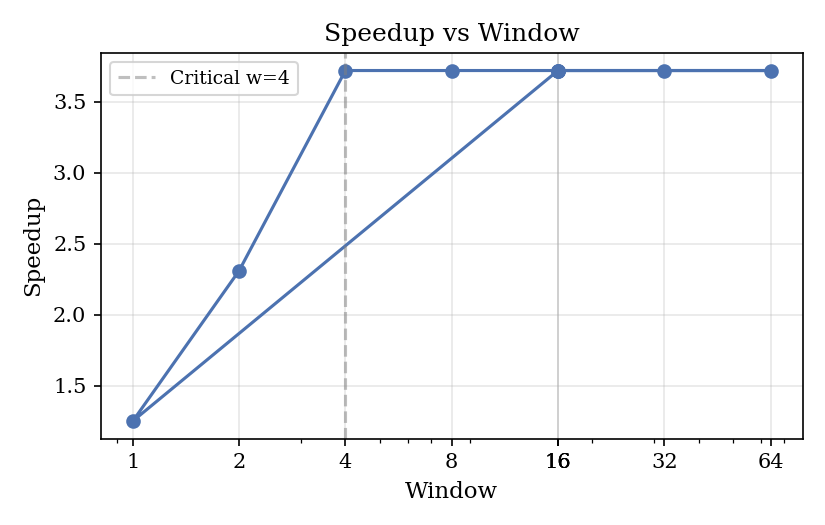 Speedup vs Window
Critical w=4
3.5
3.0
2.5
2.0
1.5
Speedup
1 2 4 8 16 32 64
Window